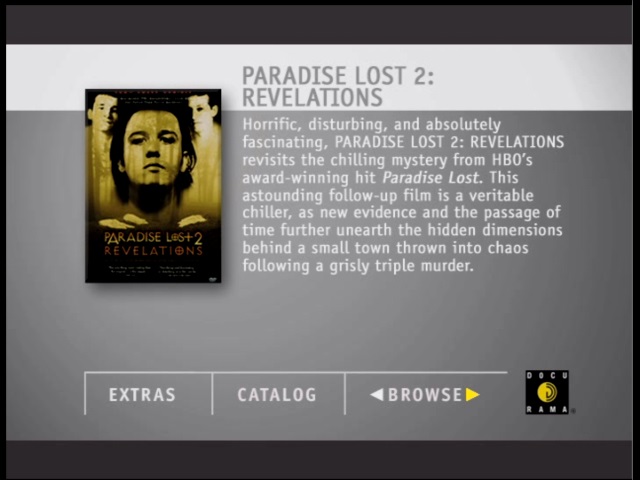 PARADISE LOST 2:
REVELATIONS
Horrific, disturbing, and absolutely
fascinating, PARADISE LOST 2: REVELATIONS
revisits the chilling mystery from HBO's
award-winning hit Paradise Lost. This
astounding follow-up film is a veritable
chiller, as new evidence and the passage of
time further unearth the hidden dimensions
behind a small town thrown into chaos
following a grisly triple murder.
PARADISE LOST 2
REVELATIONS
EXTRAS
CATALOG
BROWSE
DOCU
RAMA